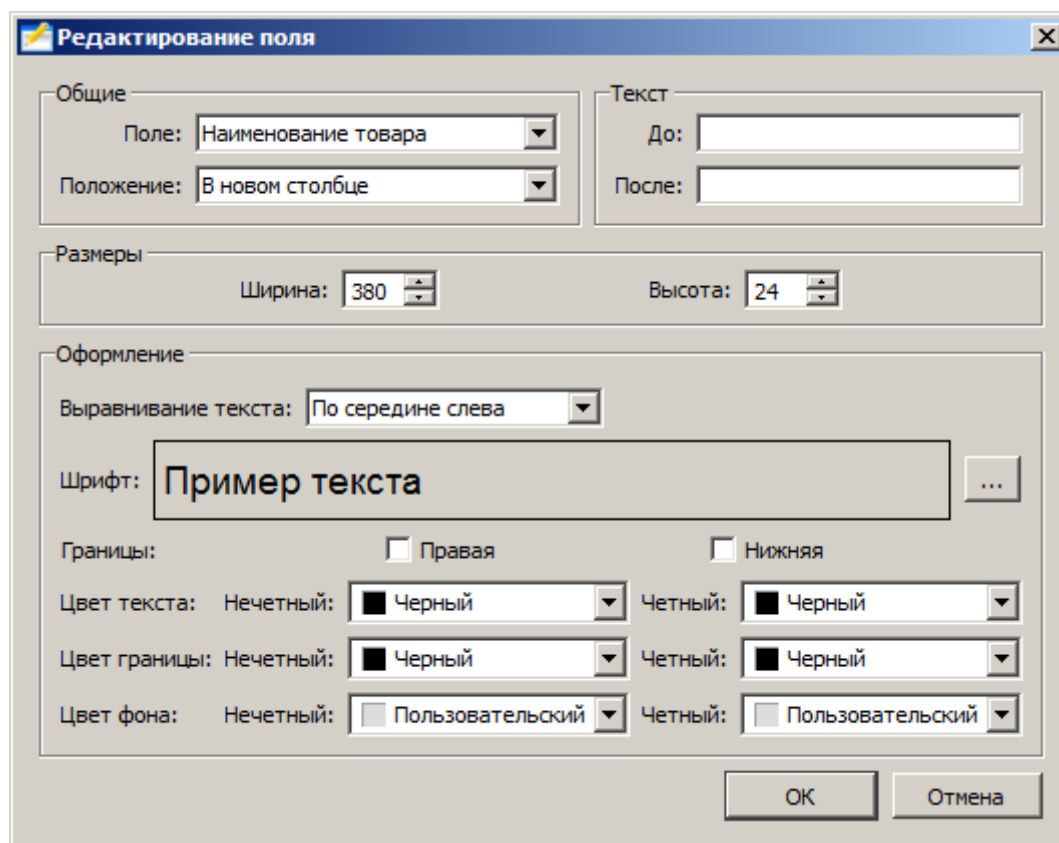 Редактирование поля
Общие
Поле: Наименование товара
Положение: В новом столбце
Текст
До:
После:
Размеры
Ширина: 380 Высота: 24
Оформление
Выравнивание текста: По середине слева
Шрифт: Пример текста ...
Границы: Правая Нижняя
Цвет текста: Нечетный: Черный Четный: Черный
Цвет границы: Нечетный: Черный Четный: Черный
Цвет фона: Нечетный: Пользовательский Четный: Пользовательский
ОК Отмена